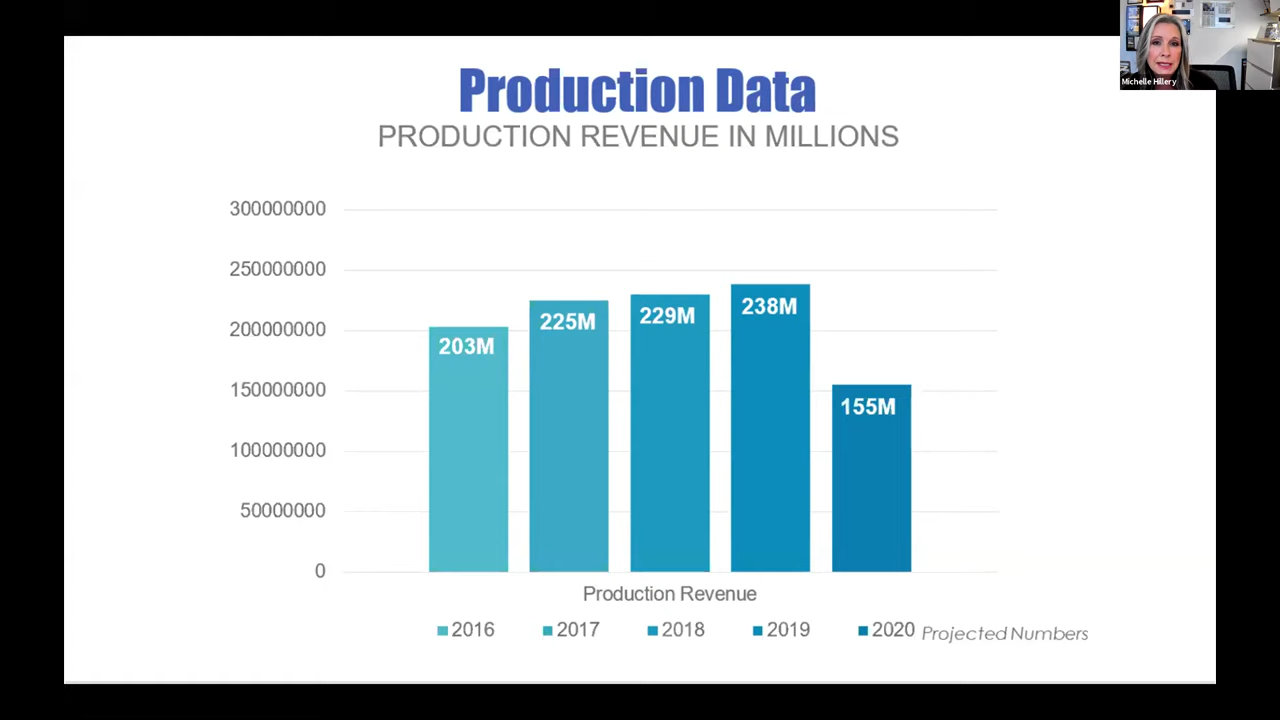 Michelle Hillery
Production Data
PRODUCTION REVENUE IN MILLIONS
300000000
250000000
200000000
150000000
100000000
50000000
0
203M
225M
229M
238M
155M
Production Revenue
2016 2017 2018 2019 2020 Projected Numbers